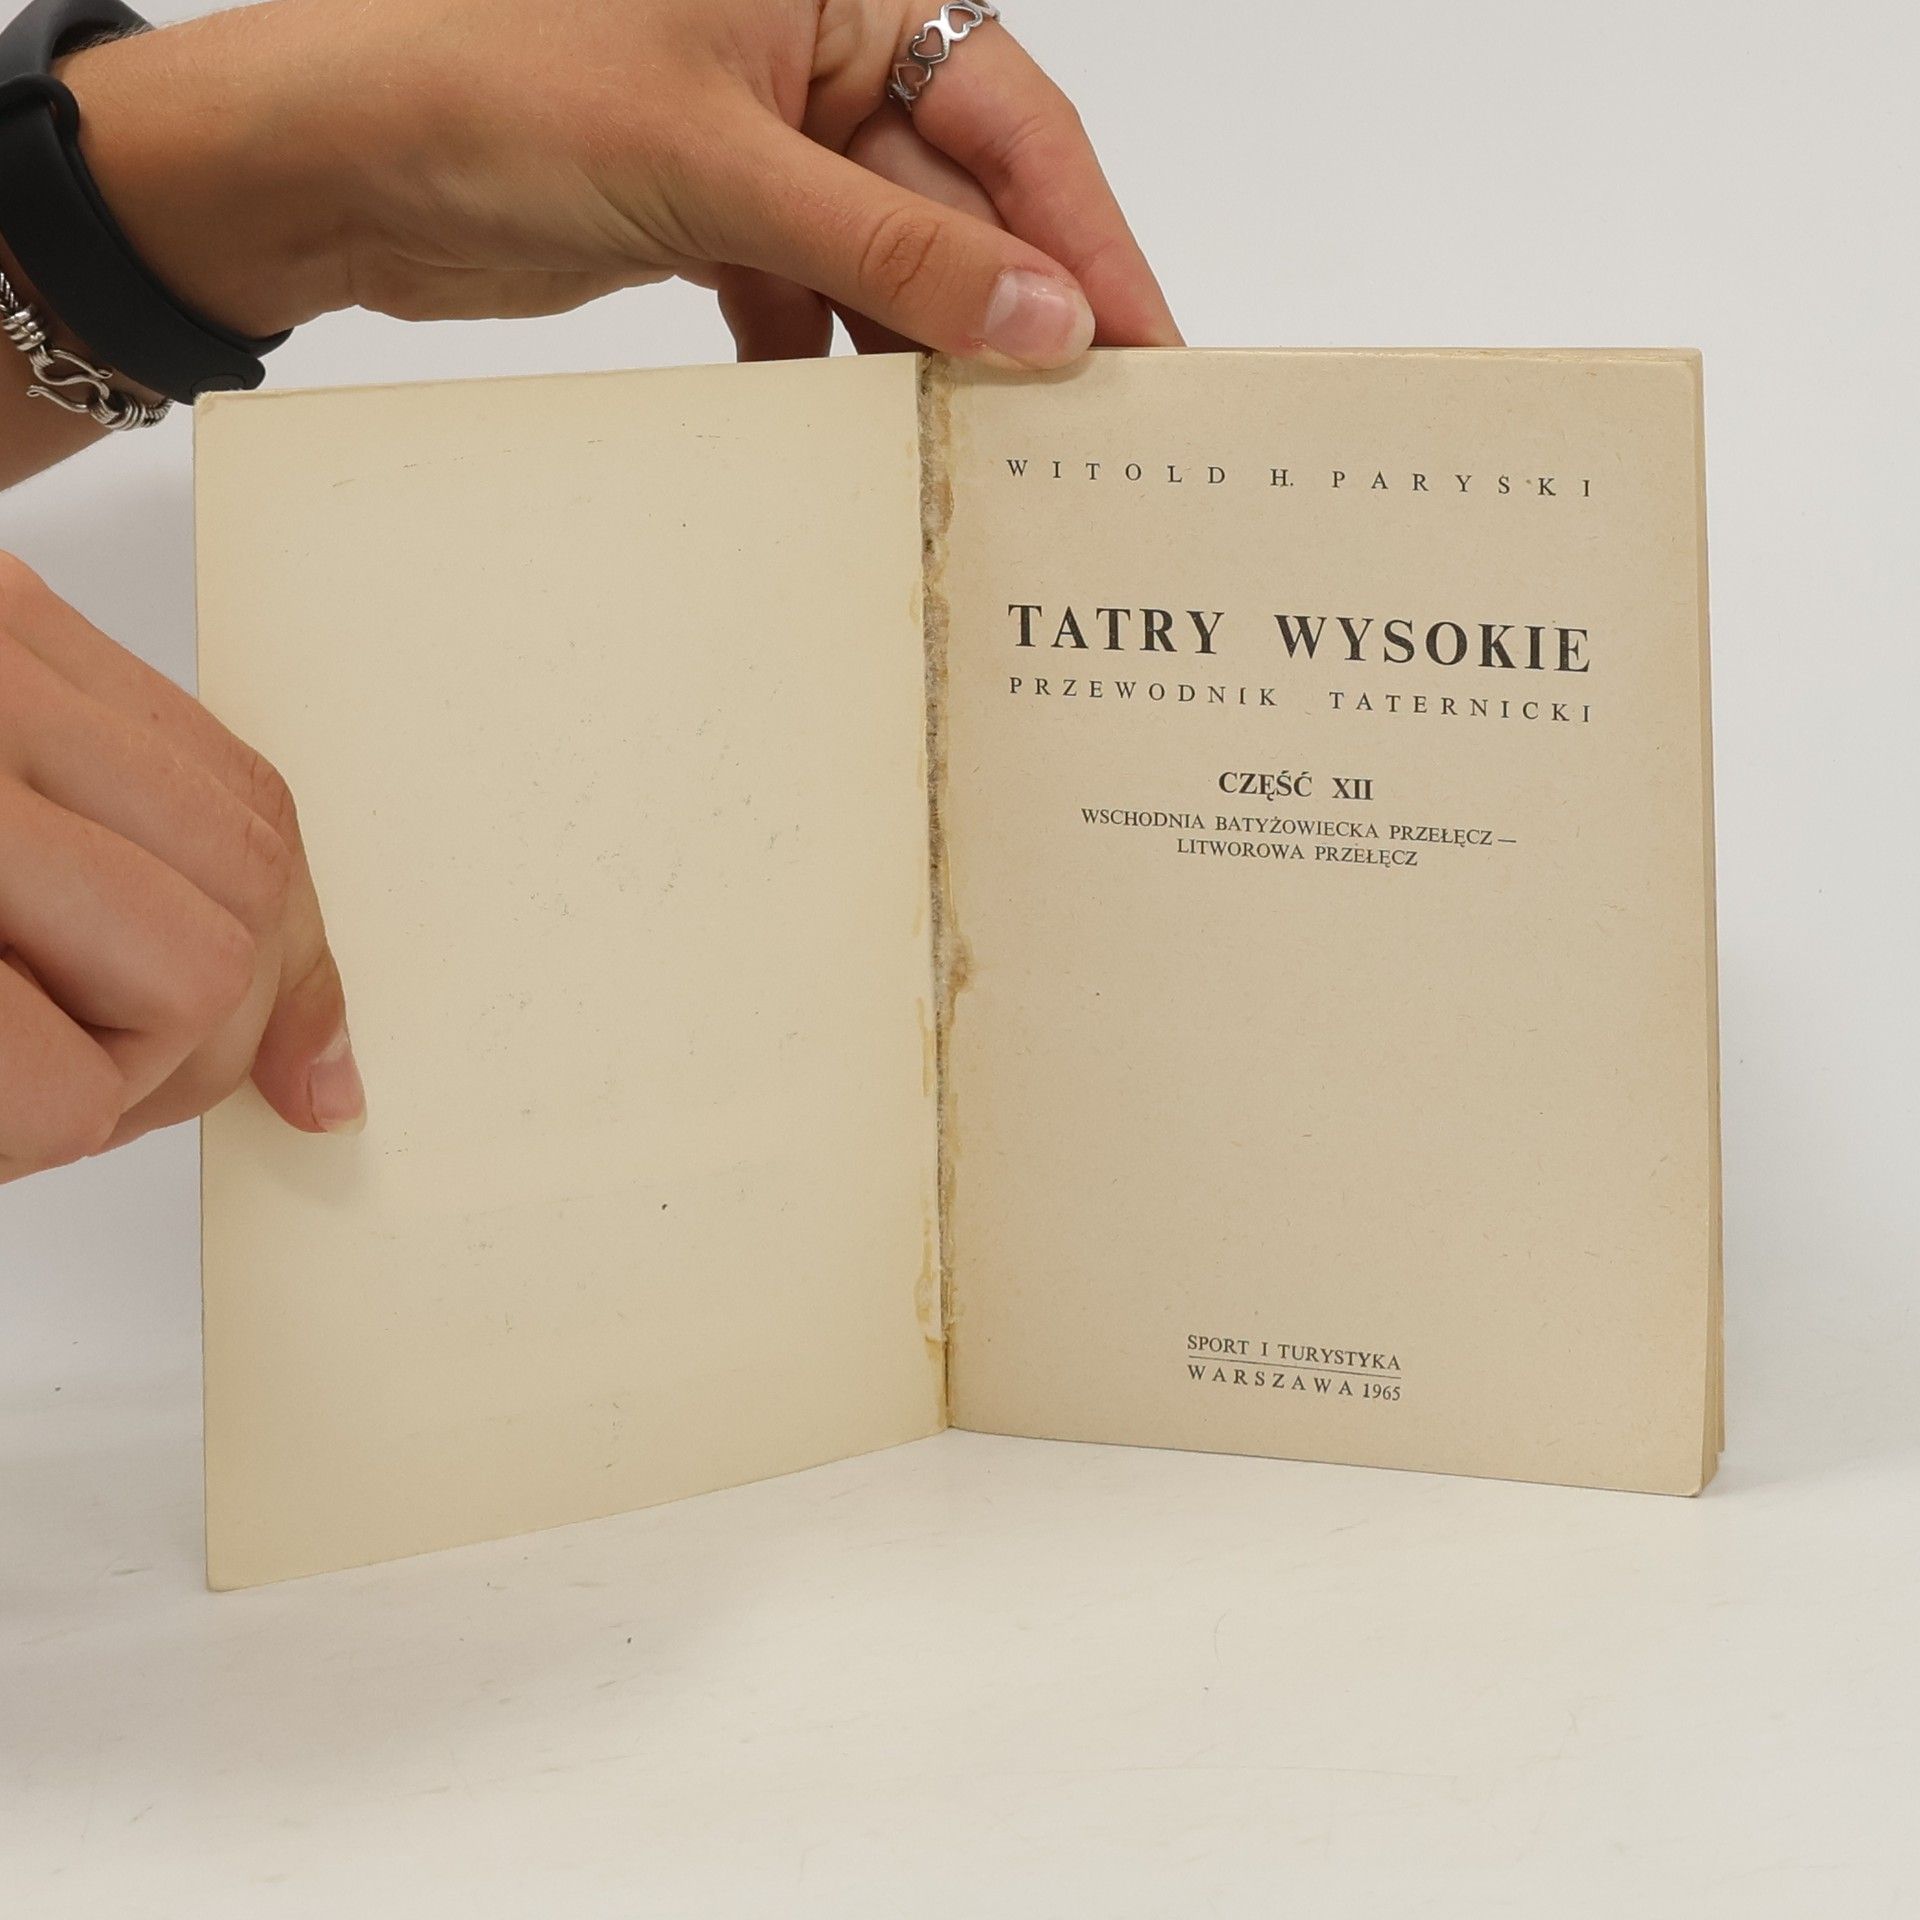 WITOLD H. PARYSKI
TATRY WYSOKIE
PRZEWODNIK TATERNICKI
CZĘŚĆ XII
WSCHODNIA BATYŻOWIECKA PRZEŁĘCZ —
LITWOROWA PRZEŁĘCZ
SPORT I TURYSTYKA
WARSZAWA 1965